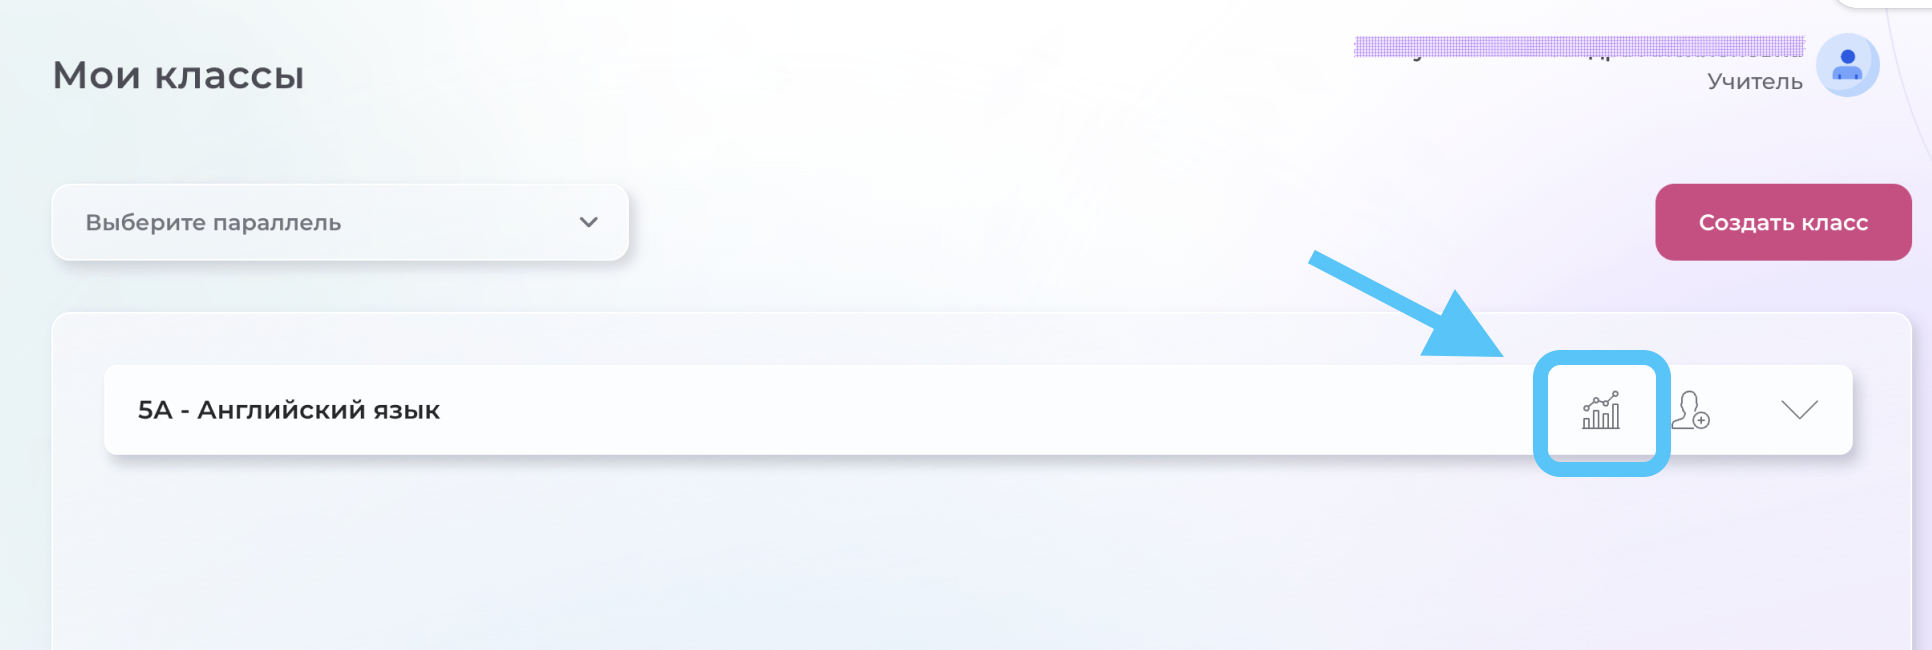 Мои классы
Учитель
Выберите параллель
Создать класс
5А - Английский язык